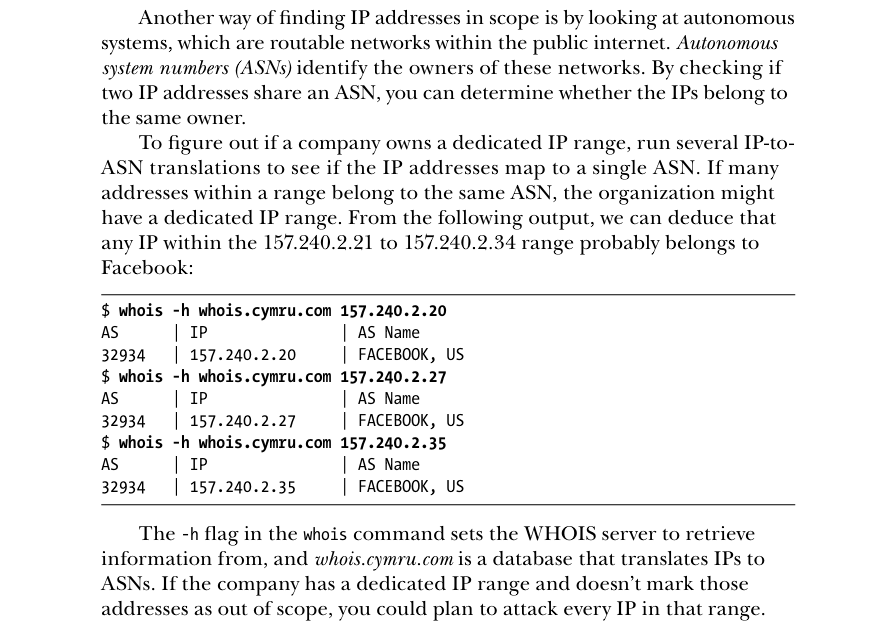 Another way of finding IP addresses in scope is by looking at autonomous
systems, which are routable networks within the public internet. Autonomous
system numbers (ASNs) identify the owners of these networks. By checking if
two IP addresses share an ASN, you can determine whether the IPs belong to
the same owner.
To figure out if a company owns a dedicated IP range, run several IP-to-
ASN translations to see if the IP addresses map to a single ASN. If many
addresses within a range belong to the same ASN, the organization might
have a dedicated IP range. From the following output, we can deduce that
any IP within the 157.240.2.21 to 157.240.2.34 range probably belongs to
Facebook:
$ whois -h whois.cymru.com 157.240.2.20
AS | IP | AS Name
32934 | 157.240.2.20 | FACEBOOK, US
$ whois -h whois.cymru.com 157.240.2.27
AS | IP | AS Name
32934 | 157.240.2.27 | FACEBOOK, US
$ whois -h whois.cymru.com 157.240.2.35
AS | IP | AS Name
32934 | 157.240.2.35 | FACEBOOK, US
The -h flag in the whois command sets the WHOIS server to retrieve
information from, and whois.cymru.com is a database that translates IPs to
ASNs. If the company has a dedicated IP range and doesn’t mark those
addresses as out of scope, you could plan to attack every IP in that range.